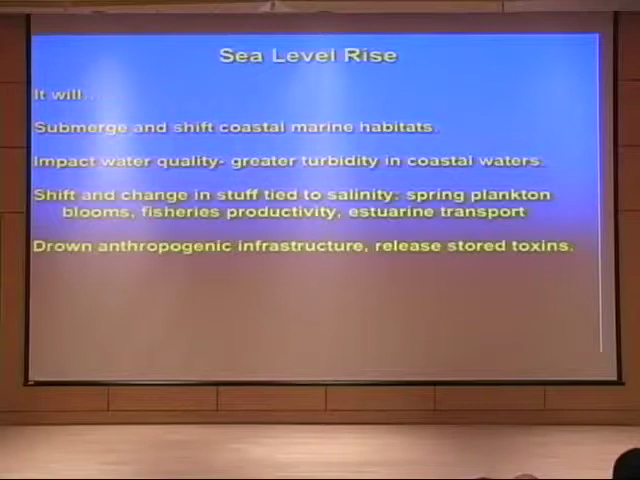 Sea Level Rise
It will...
Submerge and shift coastal marine habitats.
Impact water quality- greater turbidity in coastal waters.
Shift and change in stuff tied to salinity: spring plankton
blooms, fisheries productivity, estuarine transport
Drown anthropogenic infrastructure, release stored toxins.